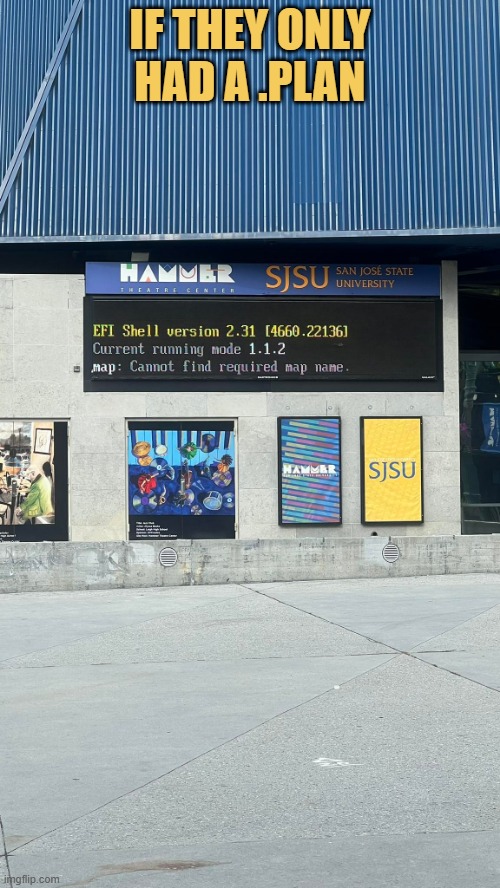 IF THEY ONLY
HAD A .PLAN
HAMMER
THEATRE CENTER
SJSU SAN JOSÉ STATE
UNIVERSITY
EFI Shell version 2.31 [4660.22136]
Current running mode 1.1.2
map: Cannot find required map name.
HAMMER
SJSU
imgflip.com